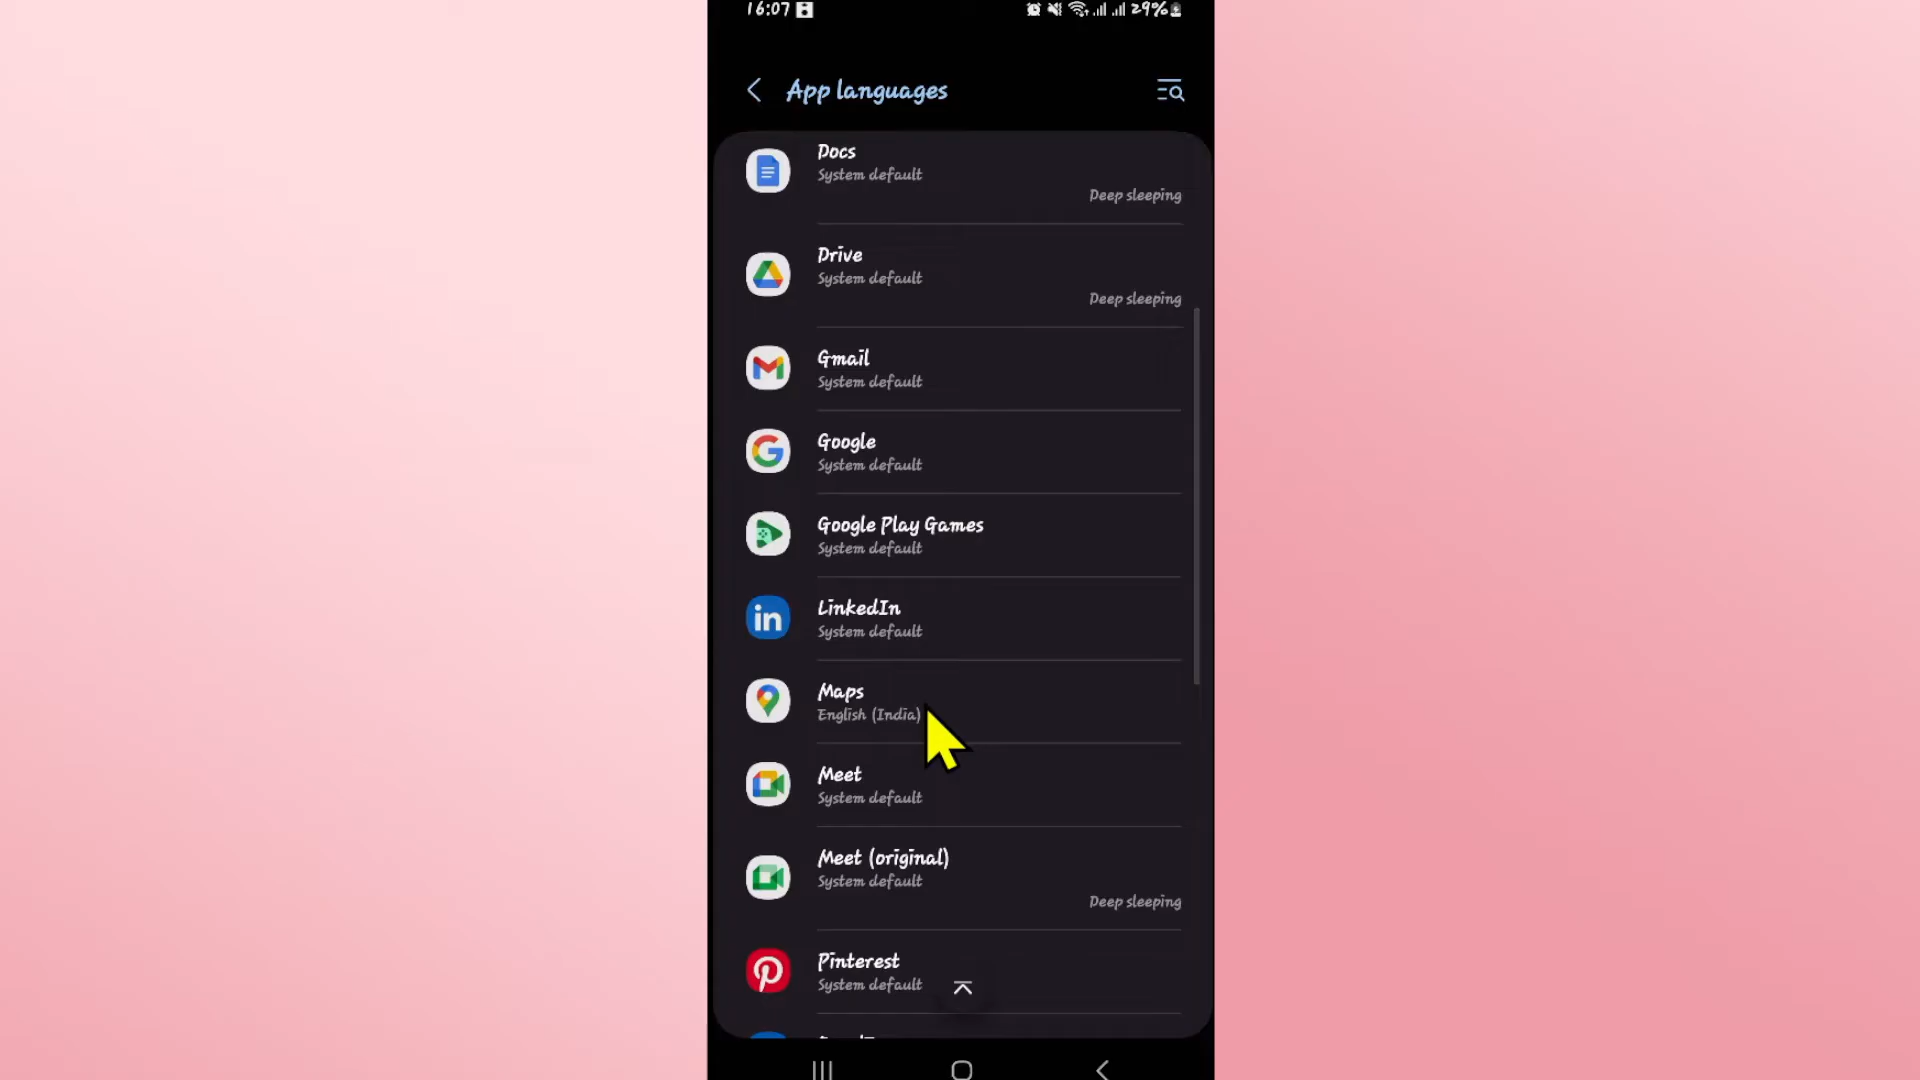 16:07
29%
App languages
Docs
System default
Deep sleeping
Drive
System default
Deep sleeping
Gmail
System default
Google
System default
Google Play Games
System default
in
LinkedIn
System default
Maps
English (India)
Meet
System default
Meet (original)
System default
Deep sleeping
Pinterest
System default